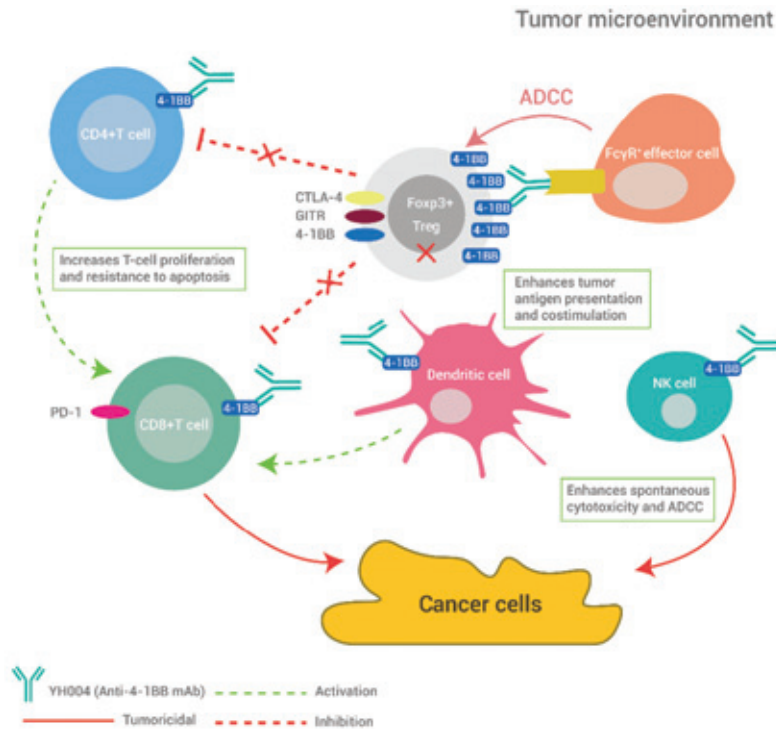 Tumor microenvironment
4-1BB
CD4+T cell
ADCC
FcγR⁺ effector cell
4-1BB
4-1BB
4-1BB
4-1BB
4-1BB
CTLA-4
GITR
4-1BB
Foxp3+
Treg
Increases T-cell proliferation
and resistance to apoptosis
Enhances tumor
antigen presentation
and costimulation
4-1BB
Dendritic cell
4-1BB
NK cell
PD-1
4-1BB
CD8+T cell
Enhances spontaneous
cytotoxicity and ADCC
Cancer cells
YH004 (Anti-4-1BB mAb)
Activation
Tumoricidal
Inhibition